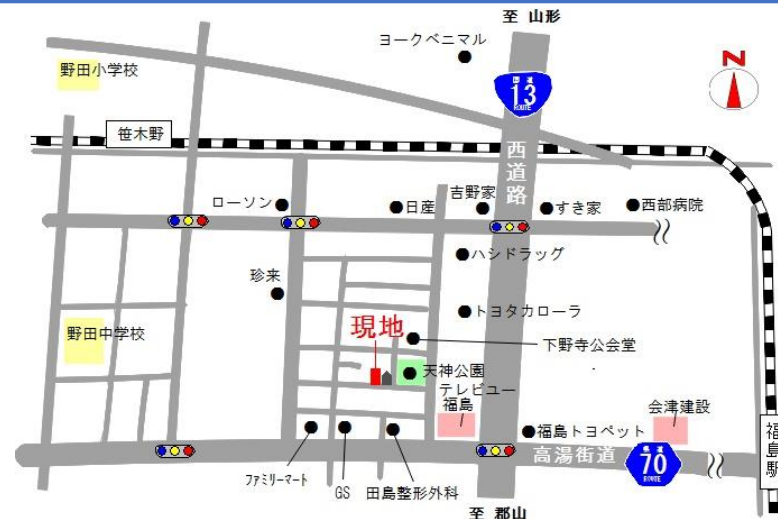 至 山形
ヨークベニマル
N
野田小学校
国道
13
ROUTE
笹木野
西道路
ローソン
日産
吉野家
すき家
西部病院
ハシドラッグ
珍来
トヨタカローラ
現地
野田中学校
下野寺公会堂
天神公園
テレビユー
福島
会津建設
福島トヨペット
福島駅
高湯街道
県道
70
ROUTE
ファミリーマート
GS
田島整形外科
至 郡山